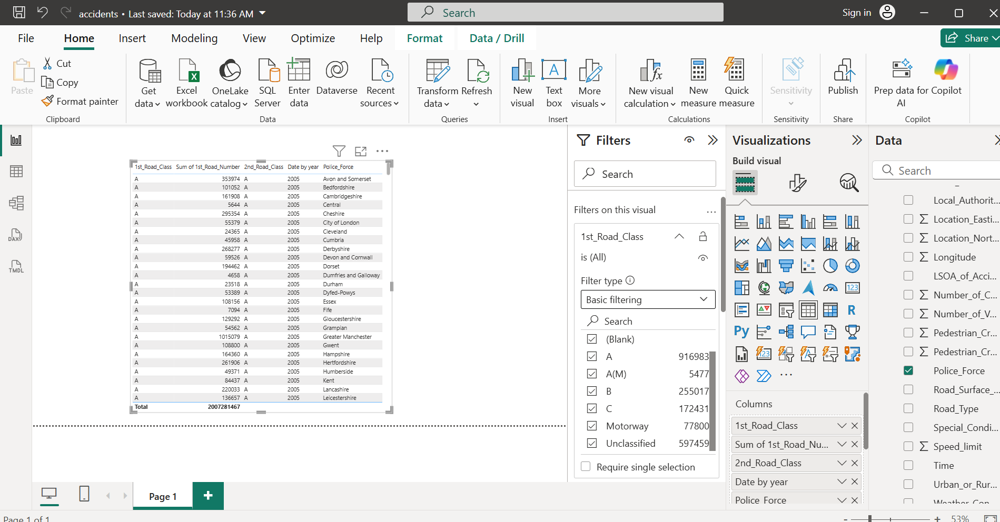 accidents • Last saved: Today at 11:36 AM
Search
Sign in
File Home Insert Modeling View Optimize Help Format Data / Drill
Share
Paste
Cut
Copy
Format painter
Clipboard
Get data
Excel workbook
OneLake catalog
SQL Server
Enter data
Dataverse
Recent sources
Data
Transform data
Refresh
Queries
New visual
Text box
More visuals
Insert
New visual calculation
New measure
Quick measure
Calculations
Sensitivity
Sensitivity
Publish
Share
Prep data for AI
Copilot
Copilot
DAX
TMDL
1st_Road_Class Sum of 1st_Road_Number 2nd_Road_Class Date by year Police_Force
A 353974 A 2005 Avon and Somerset
A 101052 A 2005 Bedfordshire
A 161908 A 2005 Cambridgeshire
A 5644 A 2005 Central
A 295354 A 2005 Cheshire
A 55379 A 2005 City of London
A 24365 A 2005 Cleveland
A 45958 A 2005 Cumbria
A 268277 A 2005 Derbyshire
A 59526 A 2005 Devon and Cornwall
A 194462 A 2005 Dorset
A 4658 A 2005 Dumfries and Galloway
A 23518 A 2005 Durham
A 53389 A 2005 Dyfed-Powys
A 108156 A 2005 Essex
A 7094 A 2005 Fife
A 129292 A 2005 Gloucestershire
A 54562 A 2005 Grampian
A 1015079 A 2005 Greater Manchester
A 108800 A 2005 Gwent
A 164360 A 2005 Hampshire
A 261906 A 2005 Hertfordshire
A 49371 A 2005 Humberside
A 84437 A 2005 Kent
A 220033 A 2005 Lancashire
A 136657 A 2005 Leicestershire
Total 2007281467
Filters
Search
Filters on this visual
1st_Road_Class
is (All)
Filter type
Basic filtering
Search
(Blank)
A 916983
A(M) 5477
B 255017
C 172431
Motorway 77800
Unclassified 597459
Require single selection
Visualizations
Build visual
123
R
Py
123
Columns
1st_Road_Class
Sum of 1st_Road_Nu...
2nd_Road_Class
Date by year
Police_Force
Data
Search
Local_Authorit...
Location_Easti...
Location_Nort...
Longitude
LSOA_of_Acci...
Number_of_C...
Number_of_V...
Pedestrian_Cr...
Pedestrian_Cr...
Police_Force
Road_Surface_...
Road_Type
Special_Condi...
Speed_limit
Time
Urban_or_Rur...
Weather_Con...
Page 1
Page 1 of 1
53%